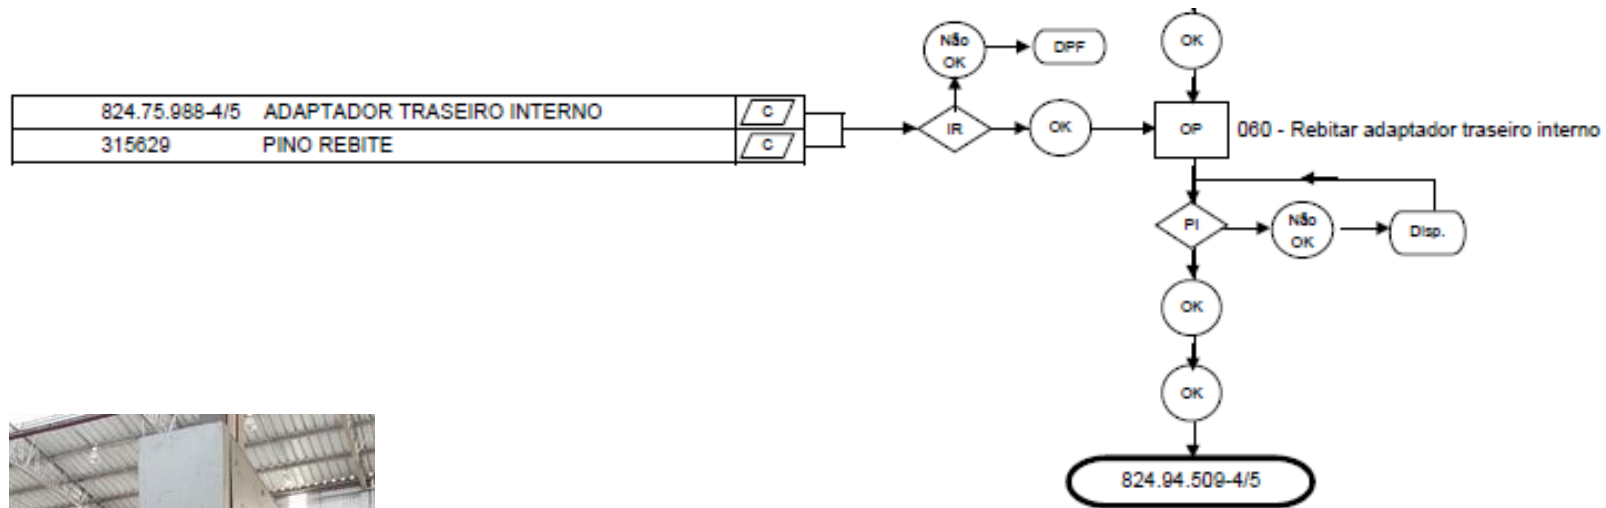 Não
OK
DPF
OK
824.75.988-4/5 ADAPTADOR TRASEIRO INTERNO C
315629 PINO REBITE C
IR
OK
OP
060 - Rebitar adaptador traseiro interno
PI
Não
OK
Disp.
OK
OK
824.94.509-4/5